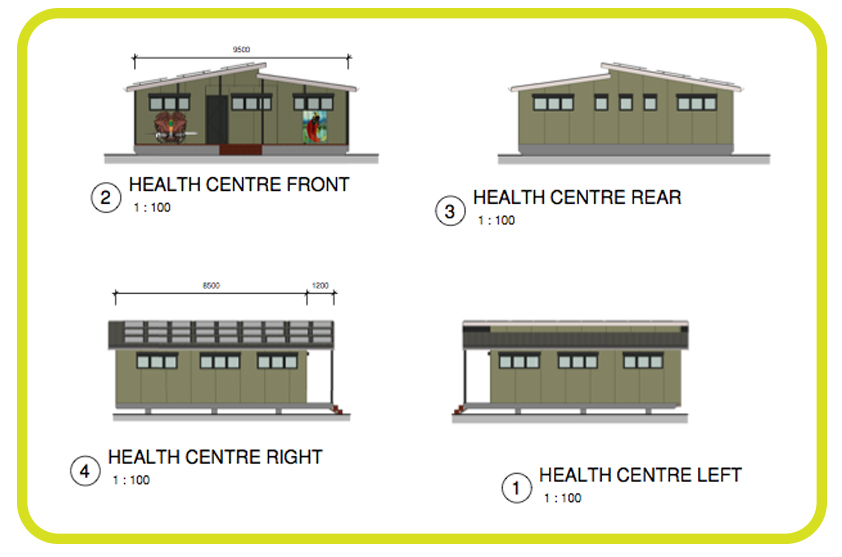 9500
2
HEALTH CENTRE FRONT
1 : 100
3
HEALTH CENTRE REAR
1 : 100
8500
1200
4
HEALTH CENTRE RIGHT
1 : 100
1
HEALTH CENTRE LEFT
1 : 100